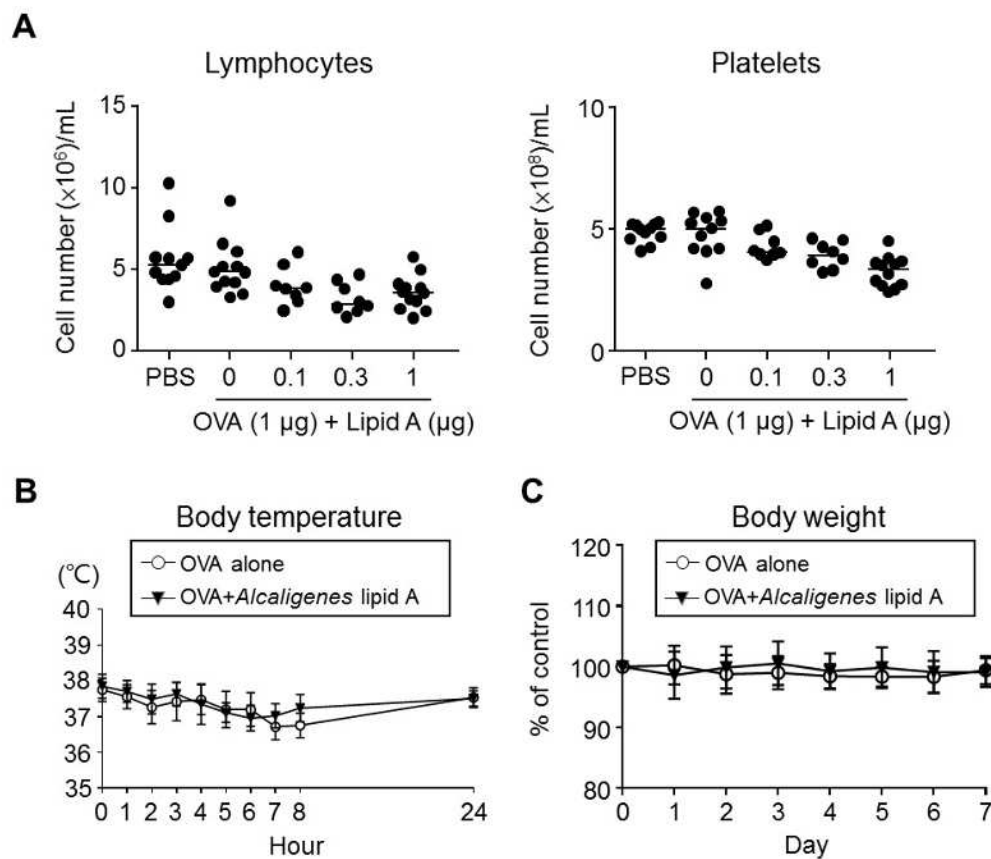 A
Lymphocytes
Cell number (×10⁶)/mL
15
10
5
0
PBS 0 0.1 0.3 1
OVA (1 µg) + Lipid A (µg)
Platelets
Cell number (×10⁸)/mL
10
5
0
PBS 0 0.1 0.3 1
OVA (1 µg) + Lipid A (µg)
B
Body temperature
OVA alone
OVA+Alcaligenes lipid A
(℃)
40
39
38
37
36
35
0 1 2 3 4 5 6 7 8 24
Hour
C
Body weight
OVA alone
OVA+Alcaligenes lipid A
% of control
120
110
100
90
80
0 1 2 3 4 5 6 7
Day